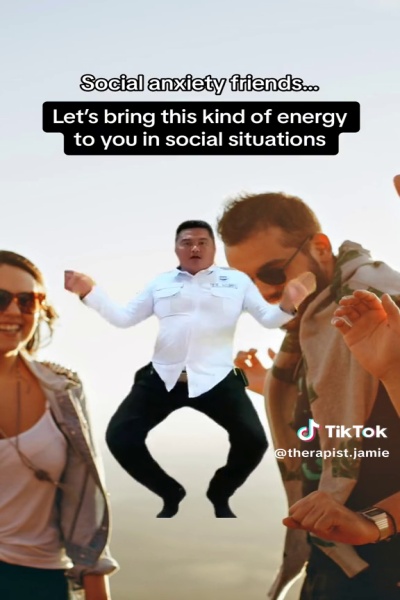 Social anxiety friends...
Let's bring this kind of energy
to you in social situations
TikTok
@therapist.jamie